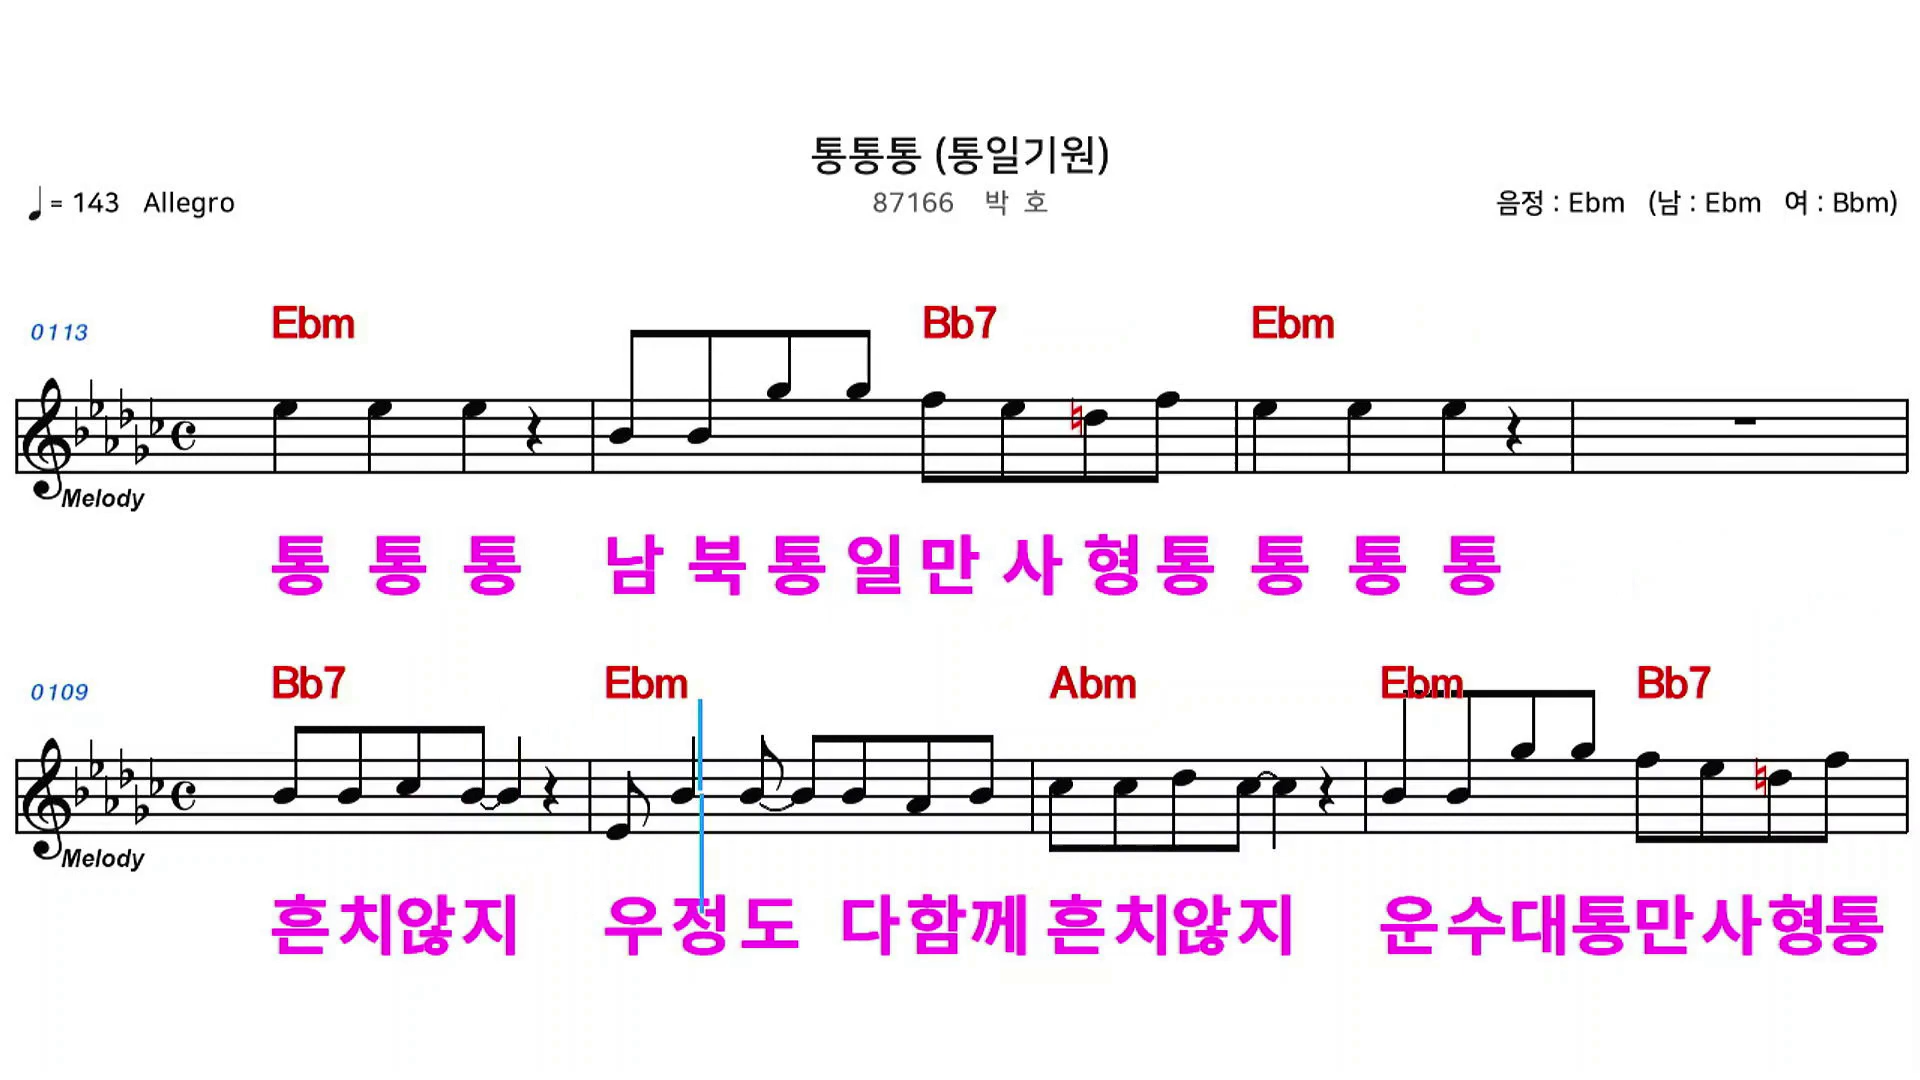 통통통 (통일기원)
♩= 143 Allegro
87166 박 호
음정 : Ebm (남 : Ebm 여 : Bbm)
0113 Ebm Bb7 Ebm
Melody
통 통 통 남 북 통 일 만 사 형 통 통 통 통
0109 Bb7 Ebm Abm Ebm Bb7
Melody
흔치않지 우정도 다함께 흔치않지 운수대통만사형통